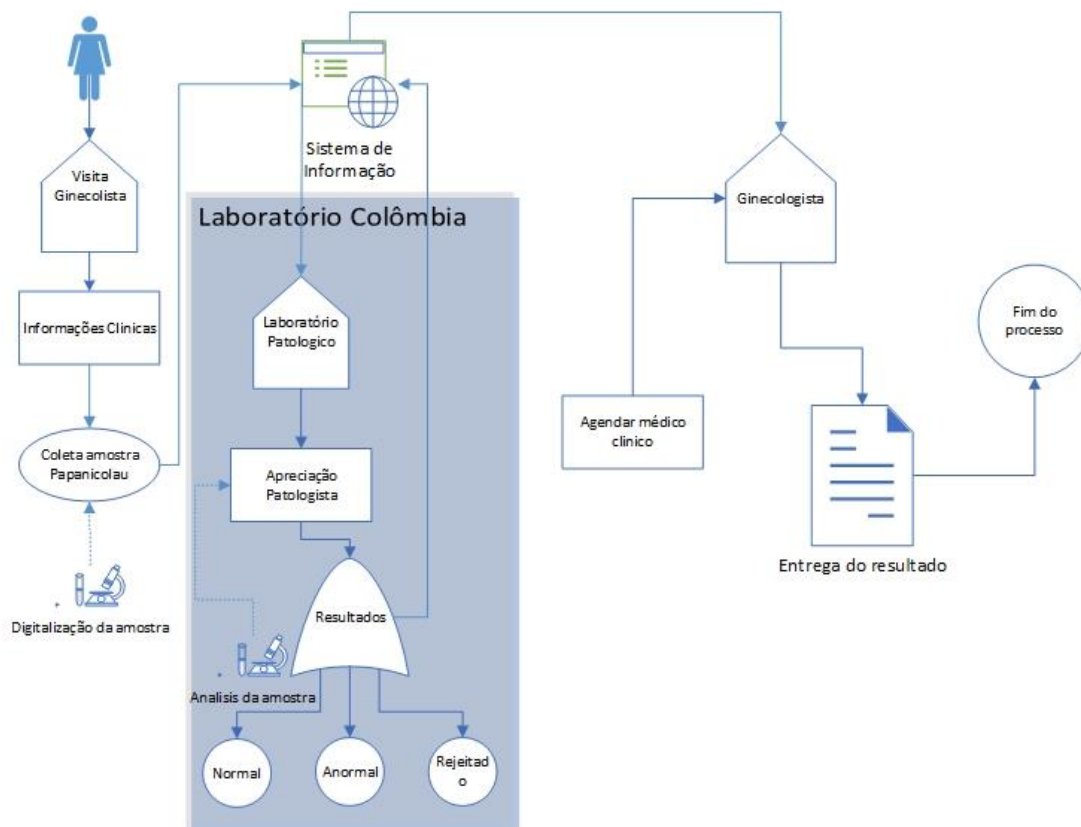 Visita
Ginecolista
Informações Clinicas
Coleta amostra
Papanicolau
Digitalização da amostra
Sistema de
Informação
Laboratório Colômbia
Laboratório
Patologico
Apreciação
Patologista
Resultados
Analisis da amostra
Normal
Anormal
Rejeitad
o
Ginecologista
Agendar médico
clinico
Entrega do resultado
Fim do
processo